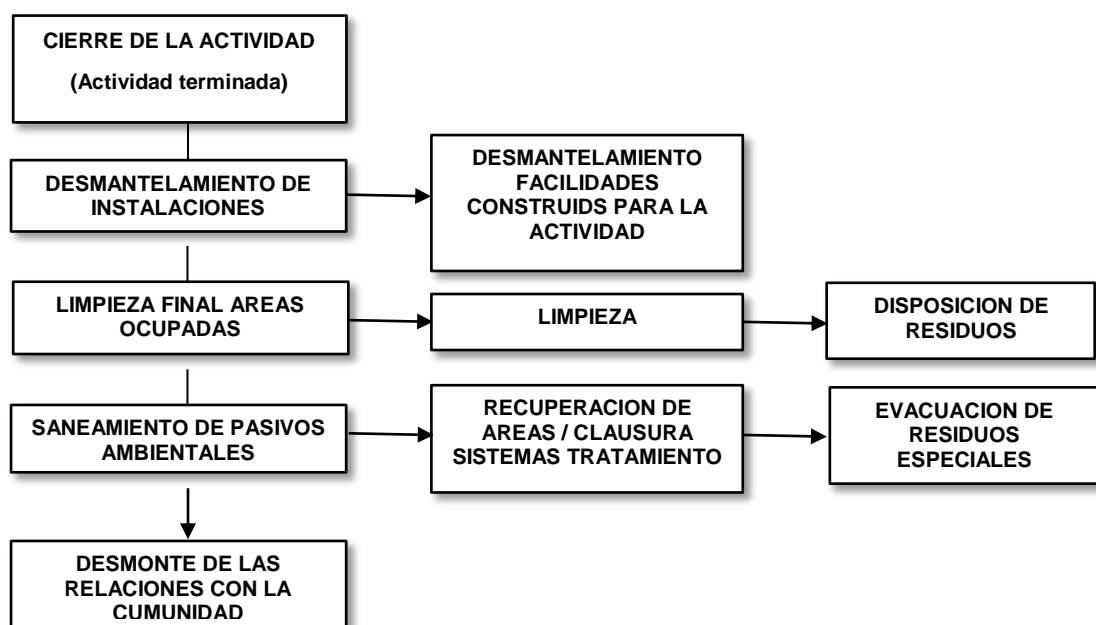 CIERRE DE LA ACTIVIDAD
(Actividad terminada)
DESMANTELAMIENTO DE
INSTALACIONES
DESMANTELAMIENTO
FACILIDADES
CONSTRUIDS PARA LA
ACTIVIDAD
LIMPIEZA FINAL AREAS
OCUPADAS
LIMPIEZA
DISPOSICION DE
RESIDUOS
SANEAMIENTO DE PASIVOS
AMBIENTALES
RECUPERACION DE
AREAS / CLAUSURA
SISTEMAS TRATAMIENTO
EVACUACION DE
RESIDUOS
ESPECIALES
DESMONTE DE LAS
RELACIONES CON LA
CUMUNIDAD